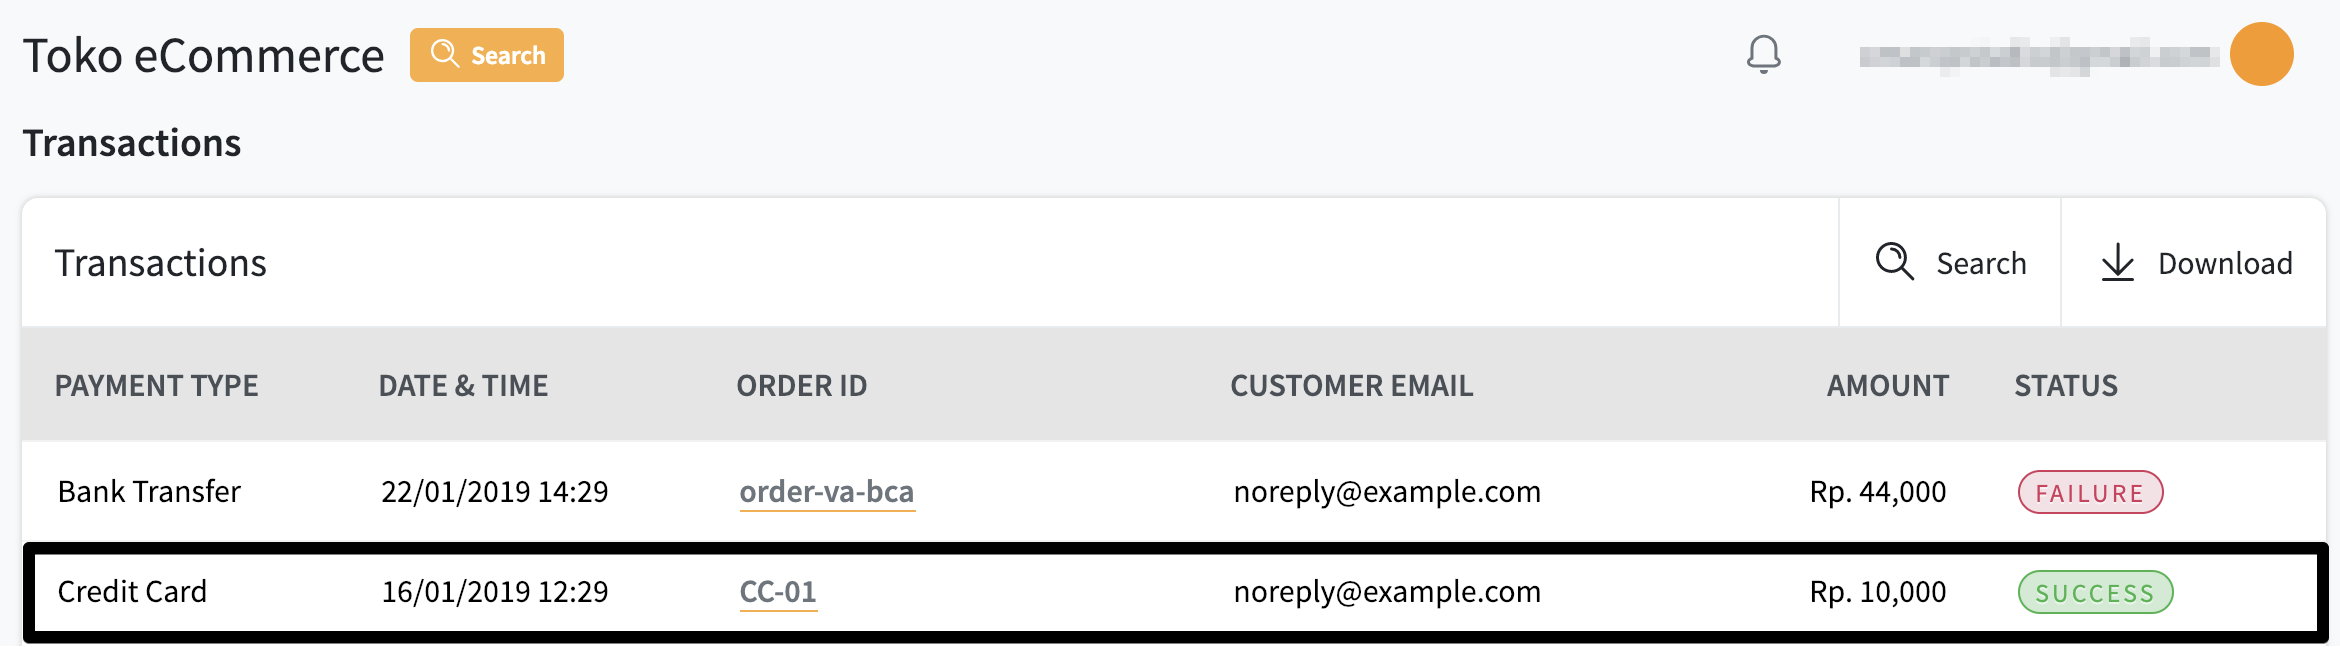 Toko eCommerce Search
Transactions
Transactions Search Download
PAYMENT TYPE DATE & TIME ORDER ID CUSTOMER EMAIL AMOUNT STATUS
Bank Transfer 22/01/2019 14:29 order-va-bca noreply@example.com Rp. 44,000 FAILURE
Credit Card 16/01/2019 12:29 CC-01 noreply@example.com Rp. 10,000 SUCCESS